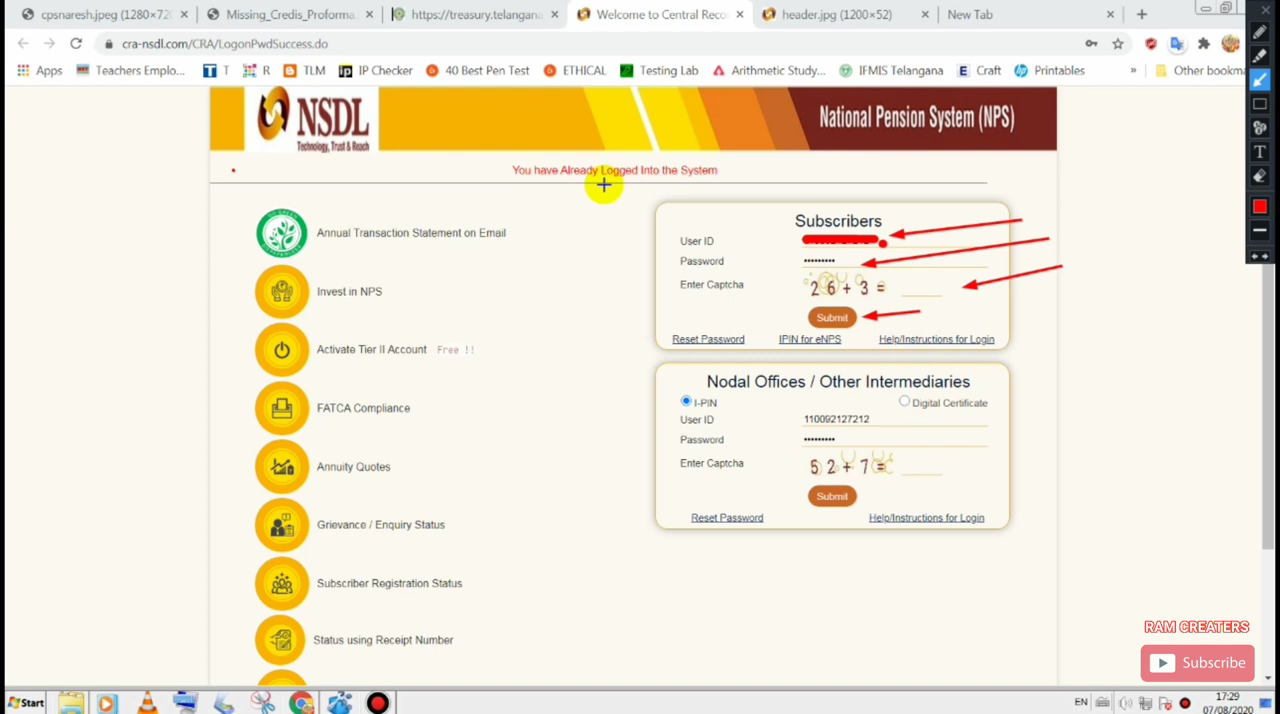 cpsnaresh.jpeg (1280×72
Missing_Credis_Proforma.
https://treasury.telangana
Welcome to Central Reco
header.jpg (1200×52)
New Tab
cra-nsdl.com/CRA/LogonPwdSuccess.do
Apps
Teachers Emplo...
T
R
TLM
IP Checker
40 Best Pen Test
ETHICAL
Testing Lab
Arithmetic Study...
IFMIS Telangana
Craft
Printables
»
Other bookma
NSDL
Technology, Trust & Reach
National Pension System (NPS)
You have Already Logged Into the System
Annual Transaction Statement on Email
Invest in NPS
Activate Tier II Account Free !!
FATCA Compliance
Annuity Quotes
Grievance / Enquiry Status
Subscriber Registration Status
Status using Receipt Number
Subscribers
User ID
Password •••••••••
Enter Captcha 26 + 3 =
Submit
Reset Password IPIN for eNPS Help/Instructions for Login
Nodal Offices / Other Intermediaries
I-PIN Digital Certificate
User ID 110092127212
Password •••••••••
Enter Captcha 52 + 7 =
Submit
Reset Password Help/Instructions for Login
RAM CREATERS
Subscribe
Start
EN
17:29
07/08/2020